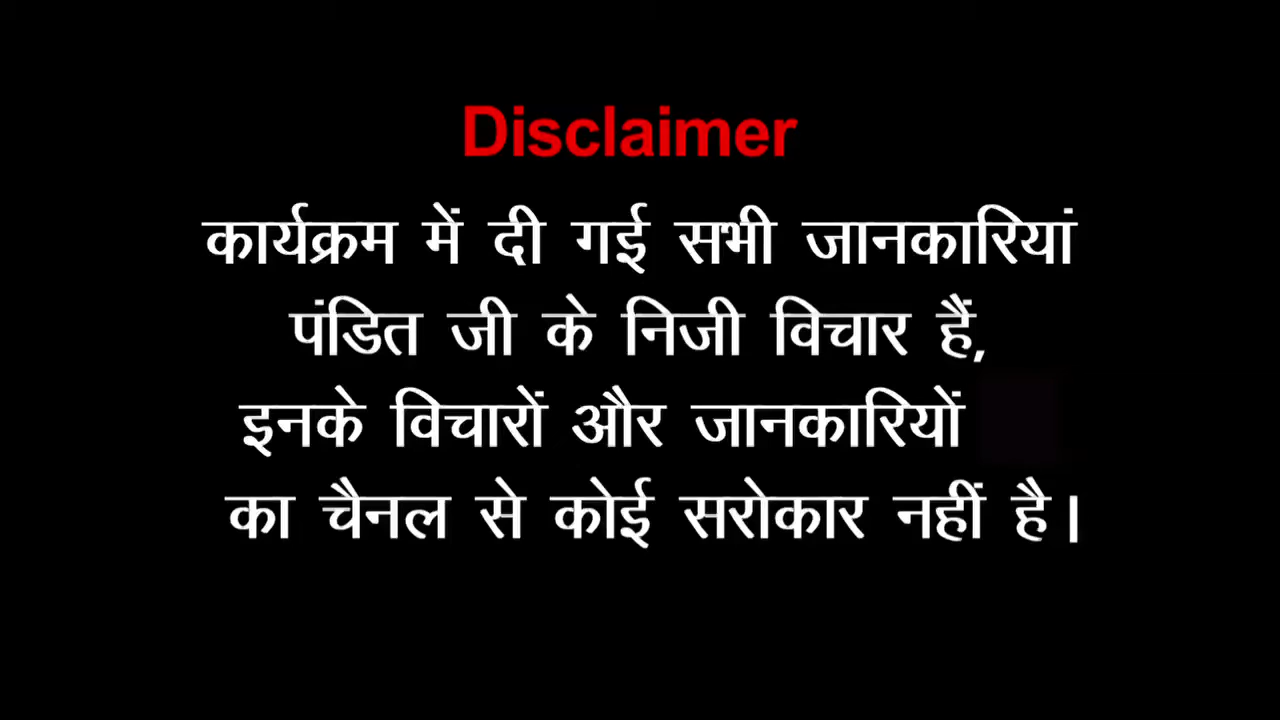 Disclaimer
कार्यक्रम में दी गई सभी जानकारियां
पंडित जी के निजी विचार हैं,
इनके विचारों और जानकारियों
का चैनल से कोई सरोकार नहीं है।